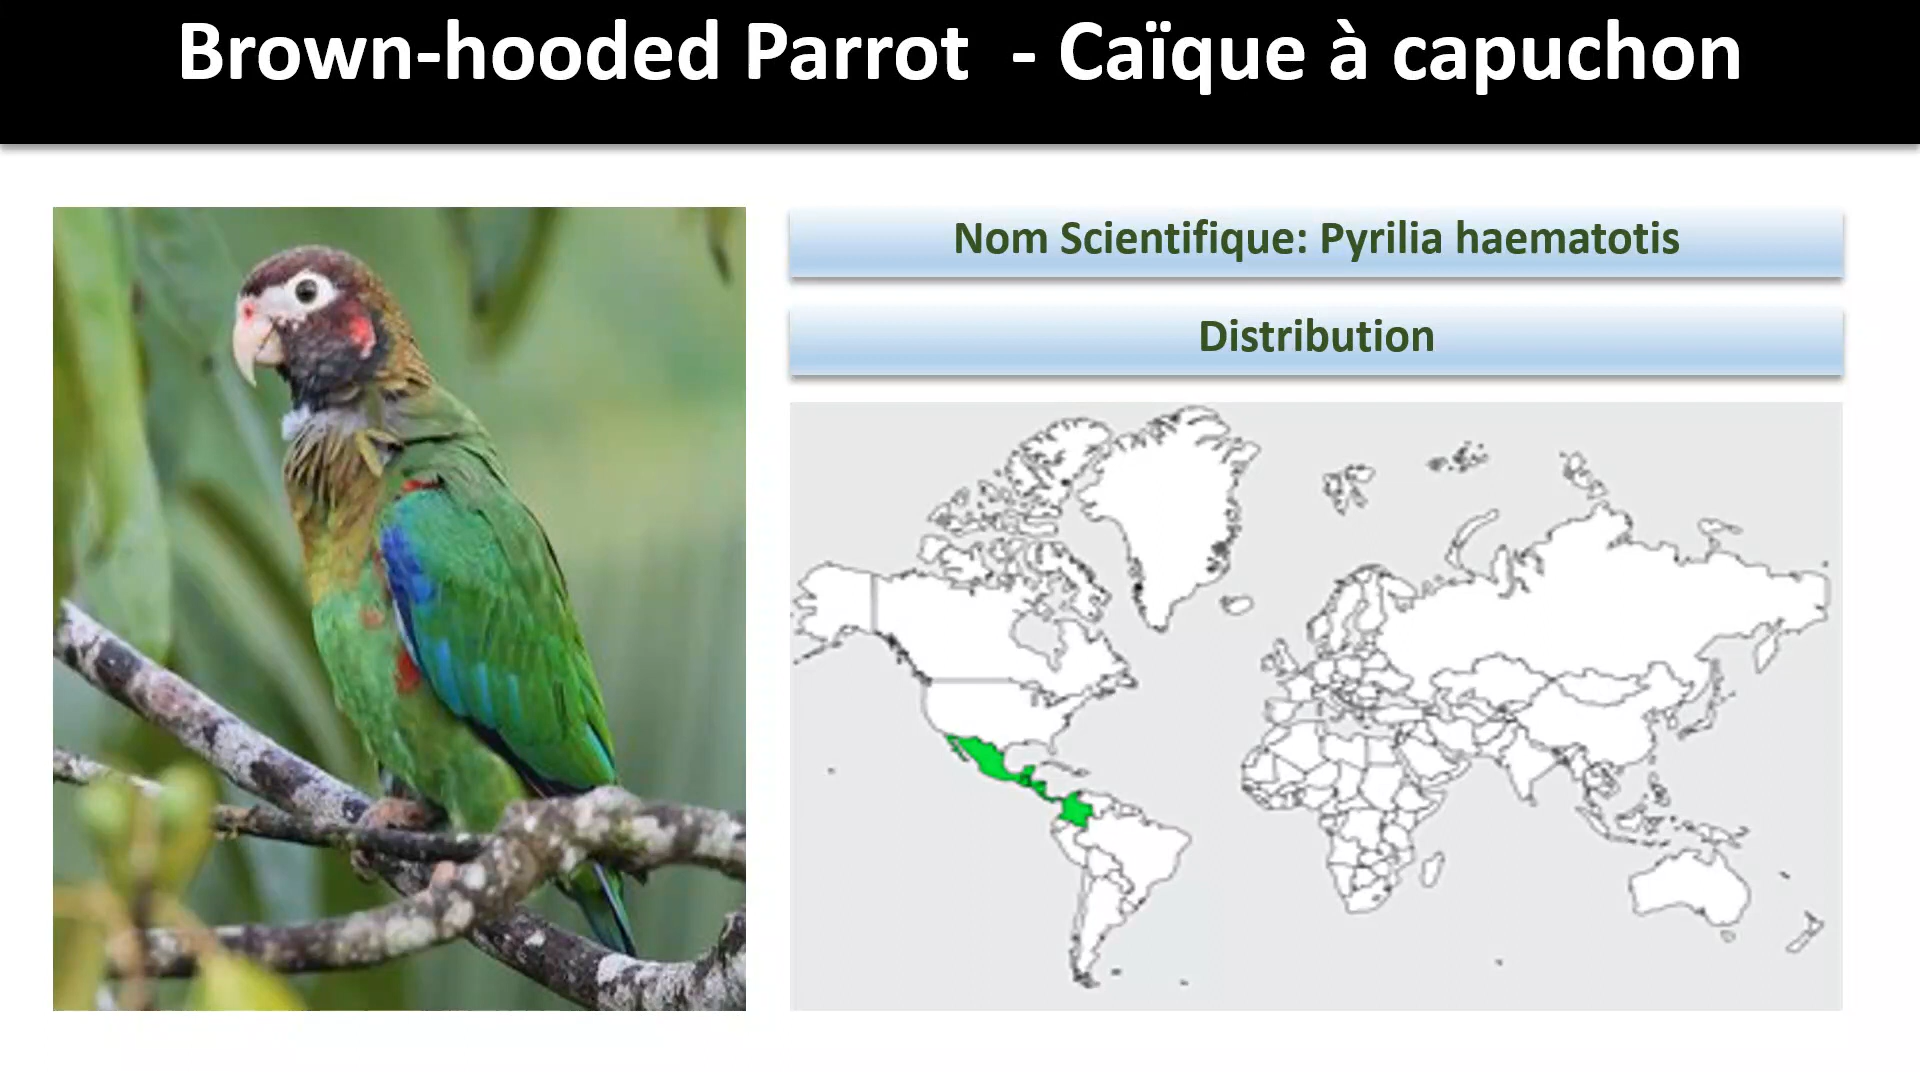 Brown-hooded Parrot - Caïque à capuchon
Nom Scientifique: Pyrilia haematotis
Distribution